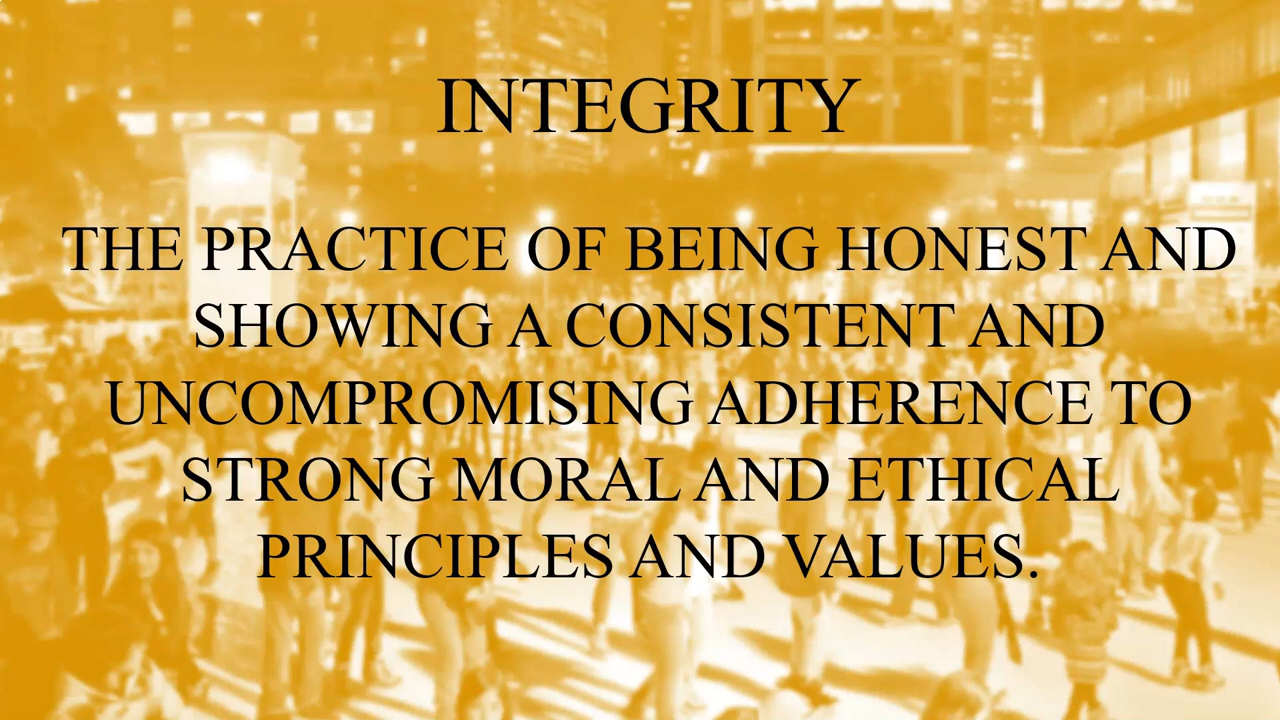 INTEGRITY
THE PRACTICE OF BEING HONEST AND
SHOWING A CONSISTENT AND
UNCOMPROMISING ADHERENCE TO
STRONG MORAL AND ETHICAL
PRINCIPLES AND VALUES.